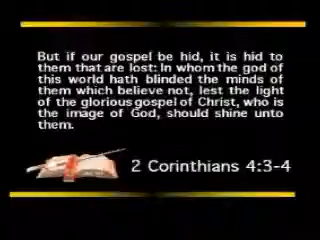 But if our gospel be hid, it is hid to
them that are lost: In whom the god of
this world hath blinded the minds of
them which believe not, lest the light
of the glorious gospel of Christ, who is
the image of God, should shine unto
them.
2 Corinthians 4:3-4